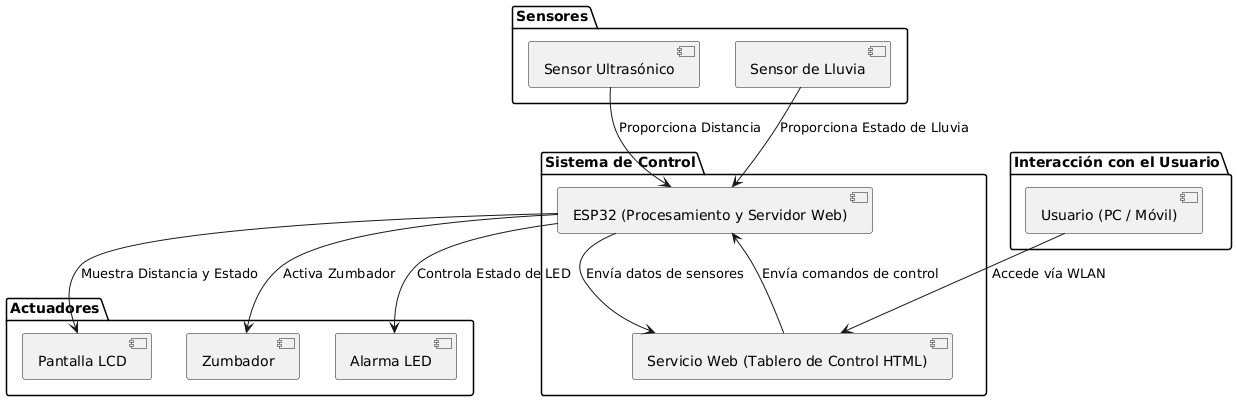 Sensores
Sensor Ultrasónico
Sensor de Lluvia
Proporciona Distancia
Proporciona Estado de Lluvia
Sistema de Control
Interacción con el Usuario
ESP32 (Procesamiento y Servidor Web)
Usuario (PC / Móvil)
Muestra Distancia y Estado
Activa Zumbador
Controla Estado de LED
Envía datos de sensores
Envía comandos de control
Accede vía WLAN
Actuadores
Pantalla LCD
Zumbador
Alarma LED
Servicio Web (Tablero de Control HTML)